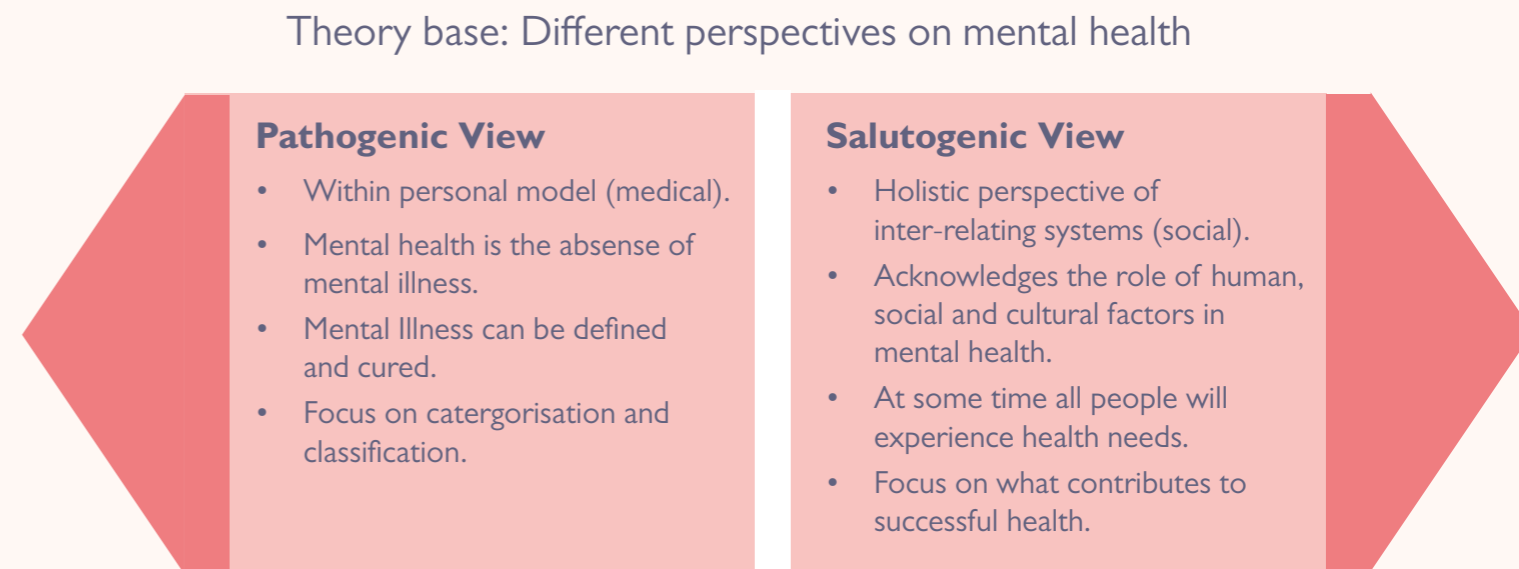 Theory base: Different perspectives on mental health
Pathogenic View
• Within personal model (medical).
• Mental health is the absense of
mental illness.
• Mental Illness can be defined
and cured.
• Focus on catergorisation and
classification.
Salutogenic View
• Holistic perspective of
inter-relating systems (social).
• Acknowledges the role of human,
social and cultural factors in
mental health.
• At some time all people will
experience health needs.
• Focus on what contributes to
successful health.